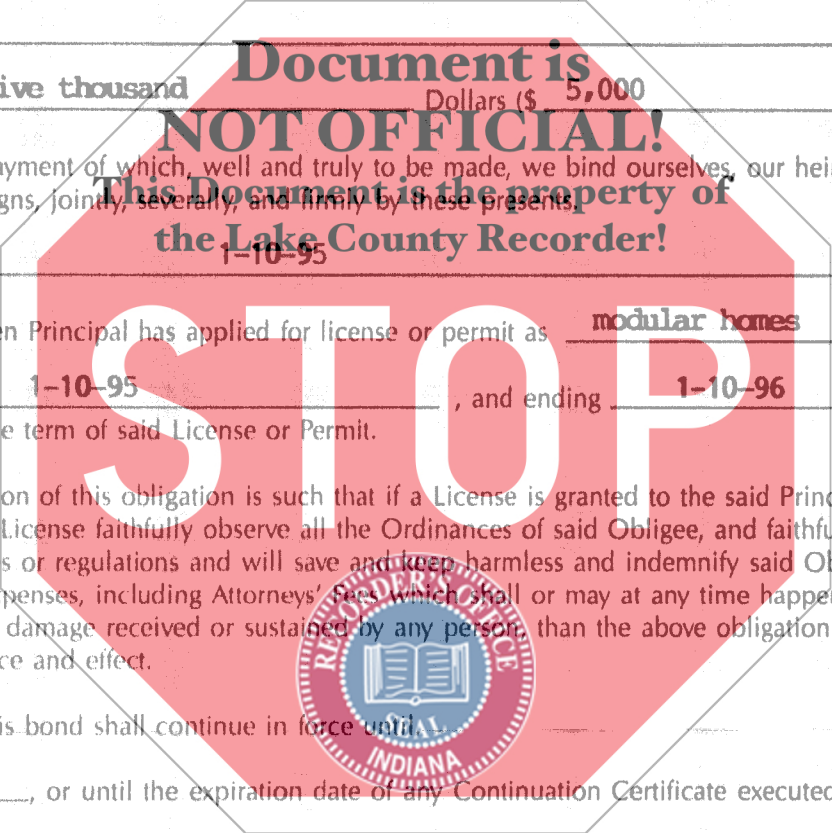 Document is
ive thousand Dollars ($ 5,000
NOT OFFICIAL!
ayment of which, well and truly to be made, we bind ourselves, our hei
This Document is the property of
gns, jointly, severally, and firmly by these presents.
the Lake County Recorder!
1-10-95
en Principal has applied for license or permit as modular homes
1-10-95 , and ending 1-10-96
e term of said License or Permit.
STOP
on of this obligation is such that if a License is granted to the said Princ
License faithfully observe all the Ordinances of said Obligee, and faithfu
s or regulations and will save and keep harmless and indemnify said Ob
penses, including Attorneys' Fees which shall or may at any time happe
damage received or sustained by any person, than the above obligation
ce and effect.
RECORDER'S OFFICE
SEAL
INDIANA
is bond shall continue in force until
, or until the expiration date of any Continuation Certificate executed